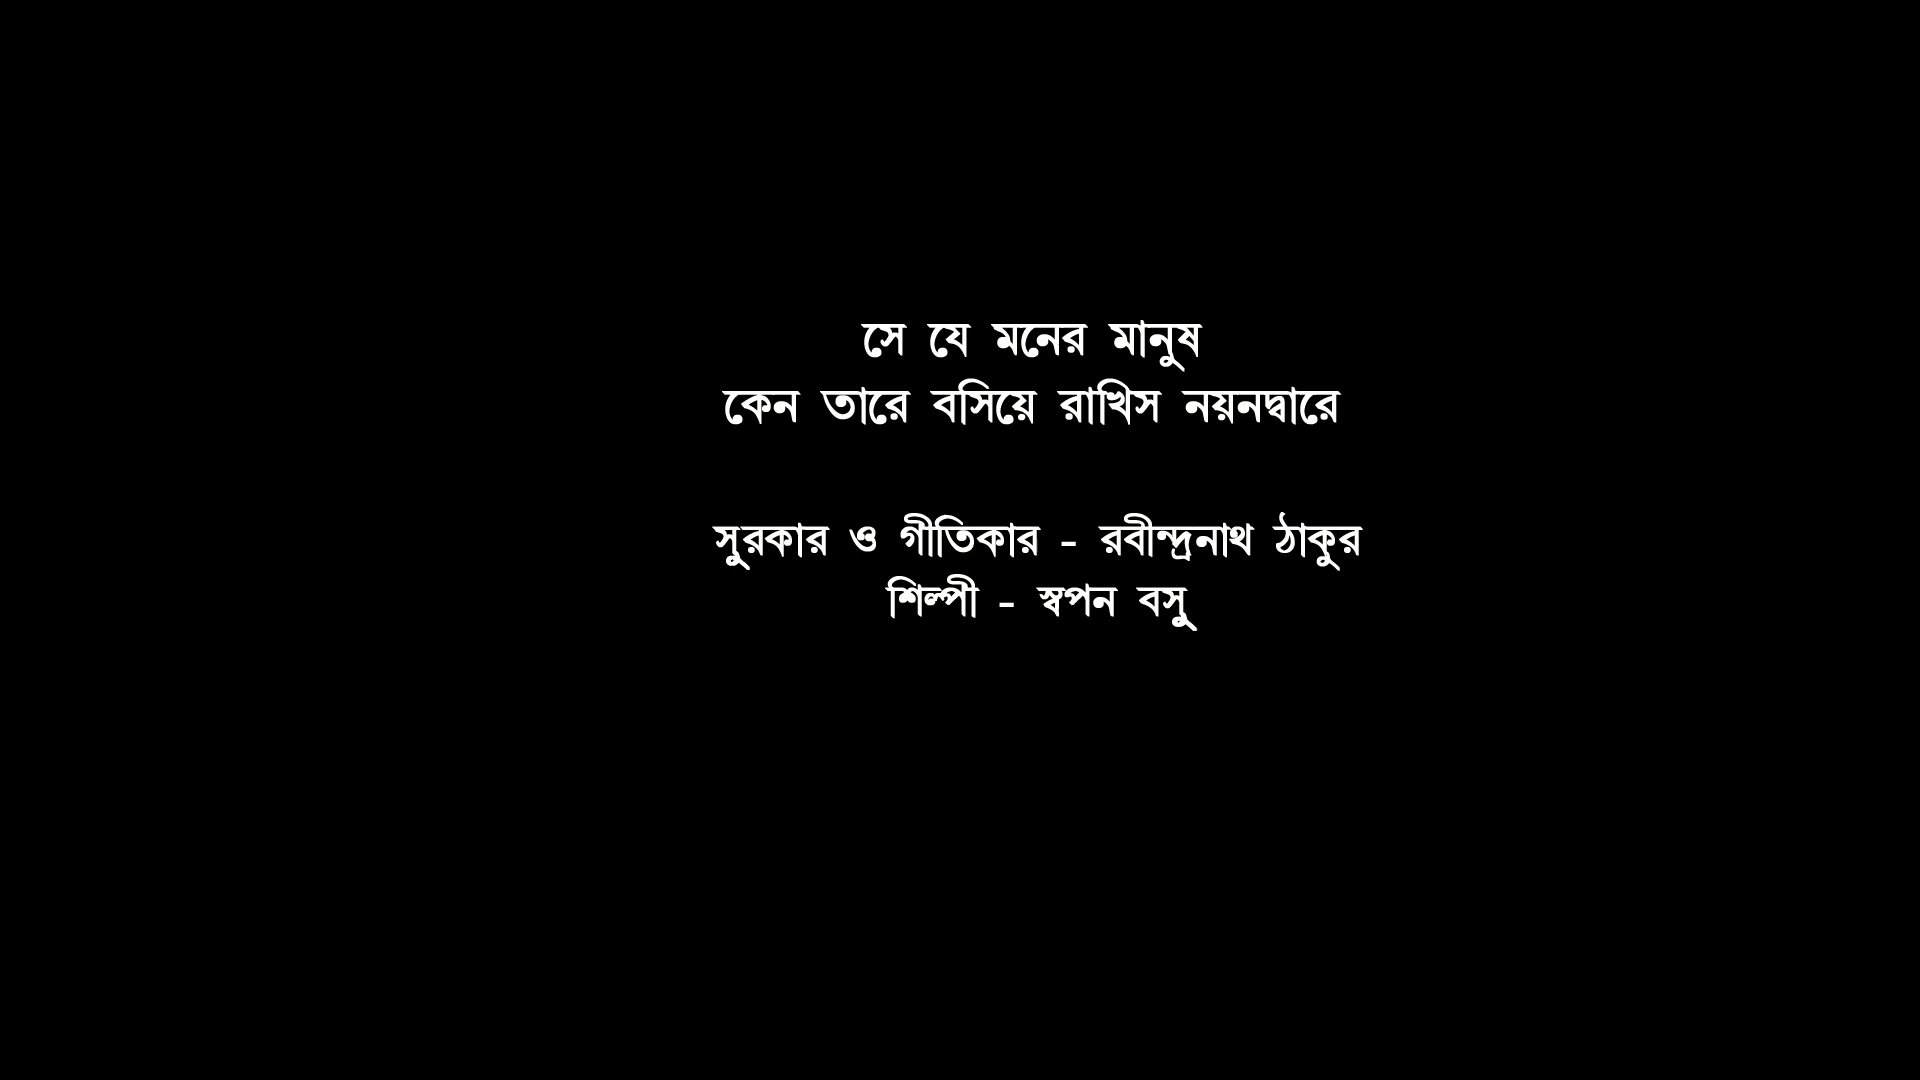 সে যে মনের মানুষ
কেন তারে বসিয়ে রাখিস নয়নদ্বারে
সুরকার ও গীতিকার - রবীন্দ্রনাথ ঠাকুর
শিল্পী - স্বপন বসু